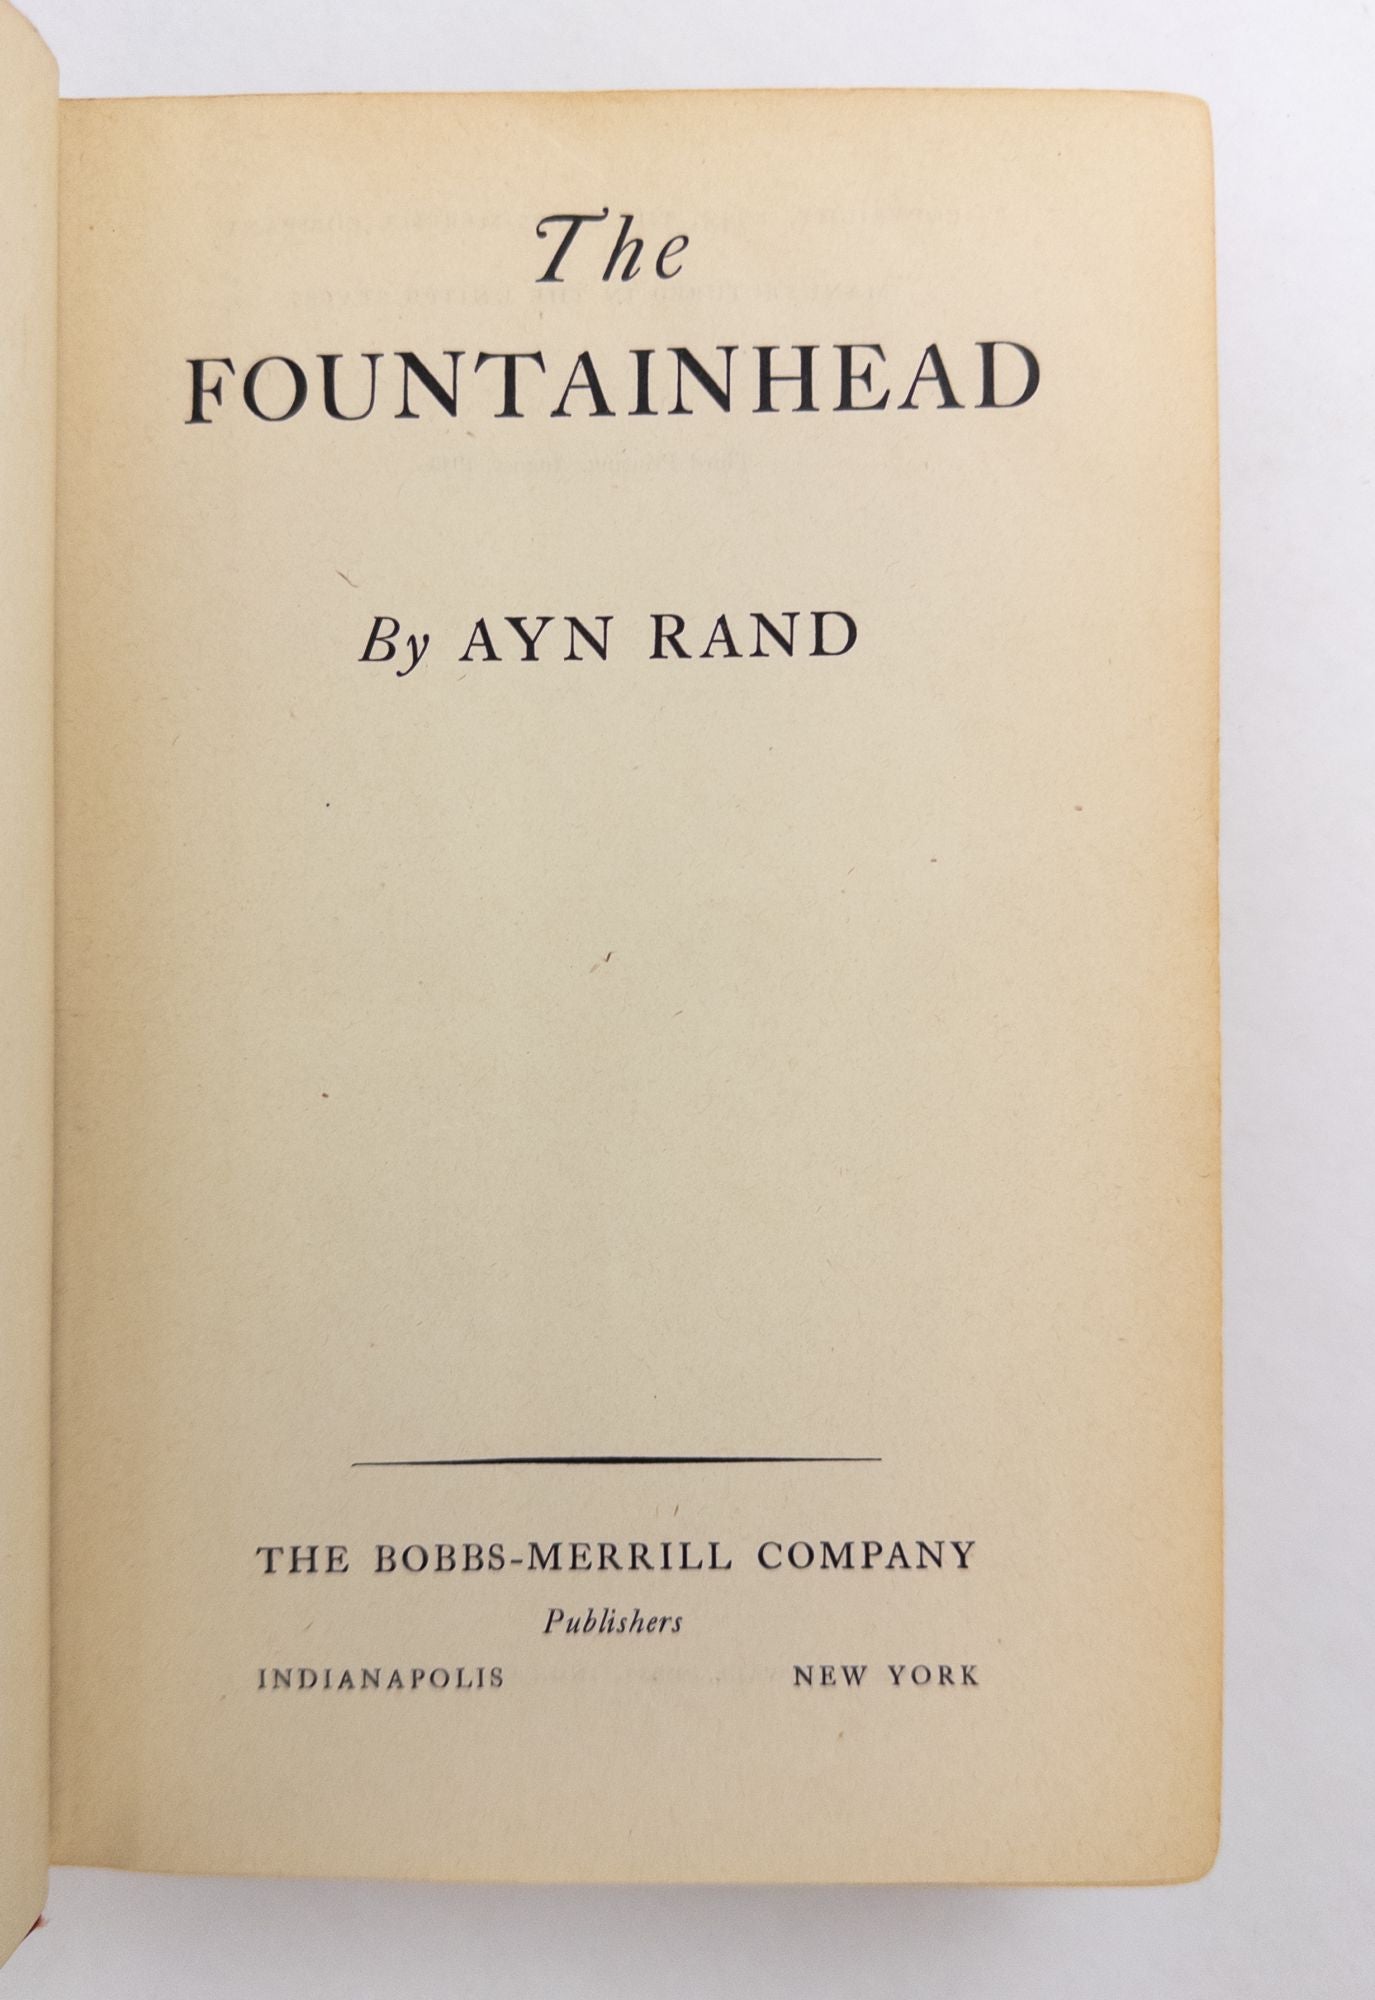 The
FOUNTAINHEAD
By AYN RAND
THE BOBBS-MERRILL COMPANY
Publishers
INDIANAPOLIS NEW YORK